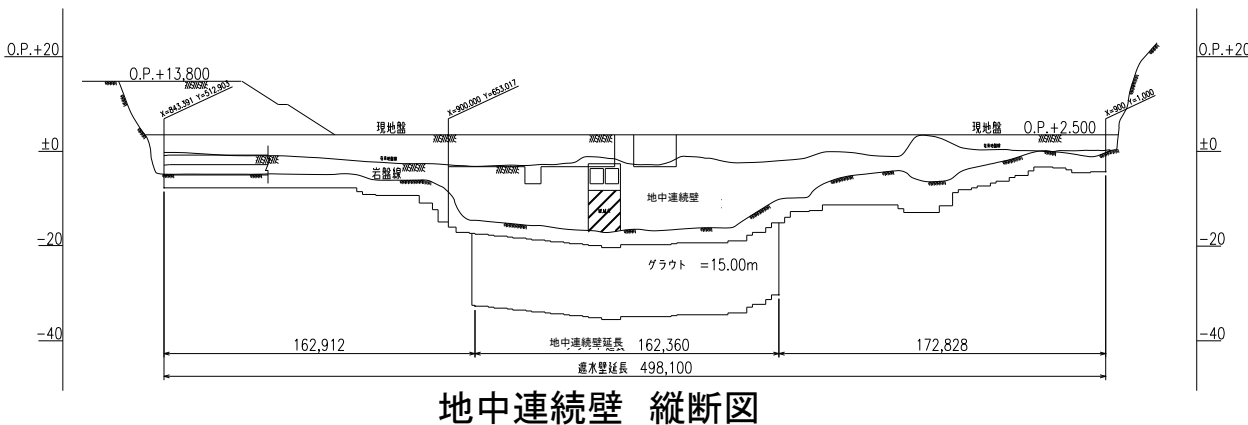 O.P.+20
O.P.+20
O.P.+13,800
X=843.391 Y=512.903
X=900.000 Y=653.017
X=900 Y=1,000
現地盤
現地盤
O.P.+2.500
±0
±0
岩盤線
地中連続壁
-20
-20
グラウト =15.00m
-40
-40
162,912
地中連続壁延長 162,360
172,828
遮水壁延長 498,100
地中連続壁 縦断図